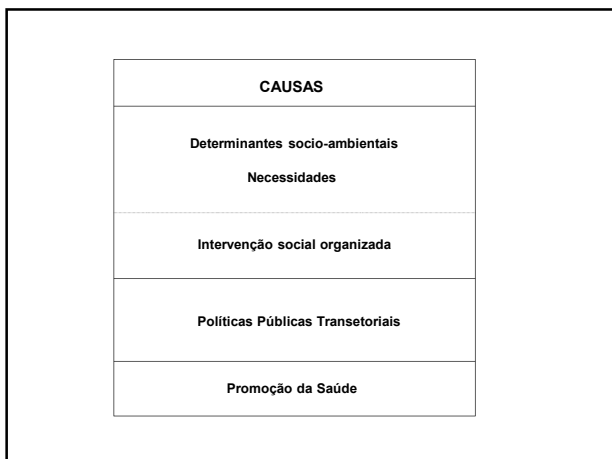 CAUSAS
Determinantes socio-ambientais
Necessidades
Intervenção social organizada
Políticas Públicas Transetoriais
Promoção da Saúde